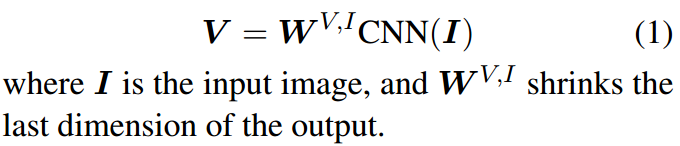 V = W^{V,I}CNN(I) (1)
where I is the input image, and W^{V,I} shrinks the
last dimension of the output.